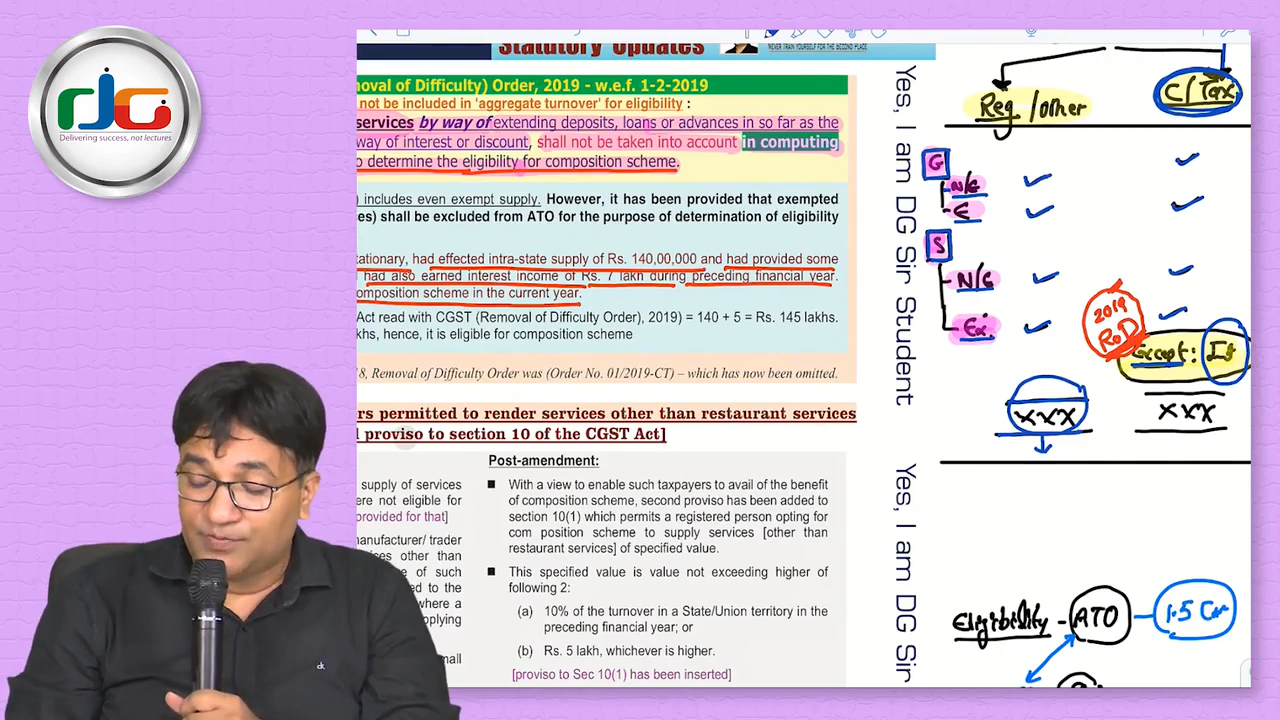 DG
Delivering success, not lectures
Statutory Updates
NEVER TRAIN YOURSELF FOR THE SECOND PLACE
moval of Difficulty) Order, 2019 - w.e.f. 1-2-2019
not be included in 'aggregate turnover' for eligibility :
services by way of extending deposits, loans or advances in so far as the
way of interest or discount, shall not be taken into account in computing
o determine the eligibility for composition scheme.
) includes even exempt supply. However, it has been provided that exempted
es) shall be excluded from ATO for the purpose of determination of eligibility
tationary, had effected intra-state supply of Rs. 140,00,000 and had provided some
had also earned interest income of Rs. 7 lakh during preceding financial year.
omposition scheme in the current year.
Act read with CGST (Removal of Difficulty Order), 2019) = 140 + 5 = Rs. 145 lakhs.
khs, hence, it is eligible for composition scheme
8, Removal of Difficulty Order was (Order No. 01/2019-CT) – which has now been omitted.
rs permitted to render services other than restaurant services
proviso to section 10 of the CGST Act]
supply of services
ere not eligible for
provided for that]
manufacturer/ trader
ices other than
e of such
ed to the
where a
pplying
mall
Post-amendment:
■ With a view to enable such taxpayers to avail of the benefit
of composition scheme, second proviso has been added to
section 10(1) which permits a registered person opting for
com position scheme to supply services [other than
restaurant services] of specified value.
■ This specified value is value not exceeding higher of
following 2:
(a) 10% of the turnover in a State/Union territory in the
preceding financial year; or
(b) Rs. 5 lakh, whichever is higher.
[proviso to Sec 10(1) has been inserted]
Yes, I am DG Sir Student
Yes, I am DG Sir
Reg /other
C/Tax
G
N/E
E
S
N/E
Ex
2019
RoD
Except: Int
xxx
xxx
Eligibility - ATO - 1.5 Cr
dk